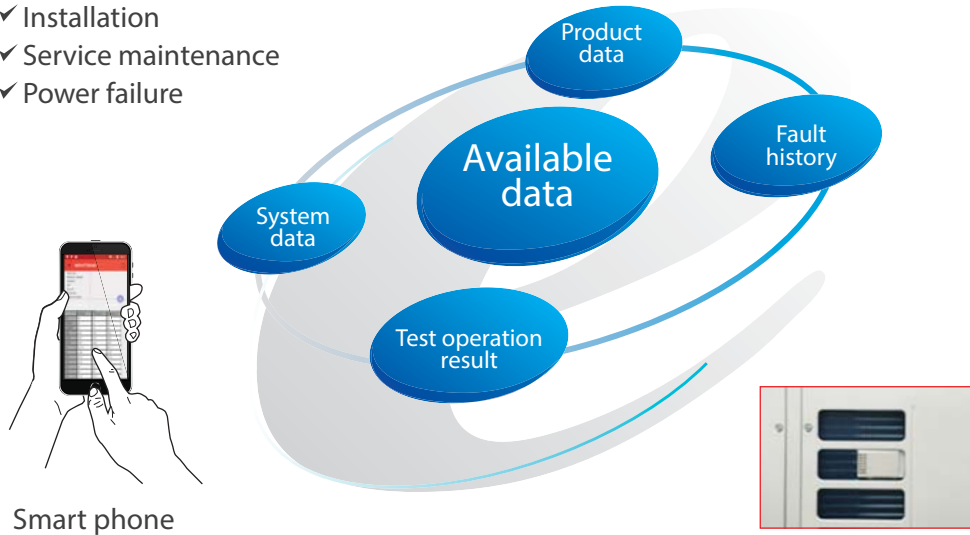 Installation
Service maintenance
Power failure
Product
data
Available
data
Fault
history
System
data
Test operation
result
Smart phone